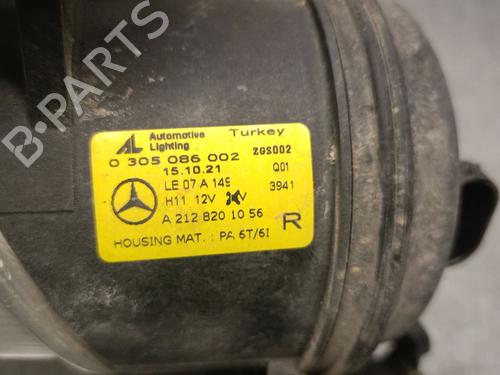 B-PARTS
AL Automotive Lighting Turkey
0 305 086 002 ZGS002
15.10.21 Q01
LE 07 A 149 3941
H11 12V V
A 212 820 10 56 R
HOUSING MAT. : PA 6T/6I